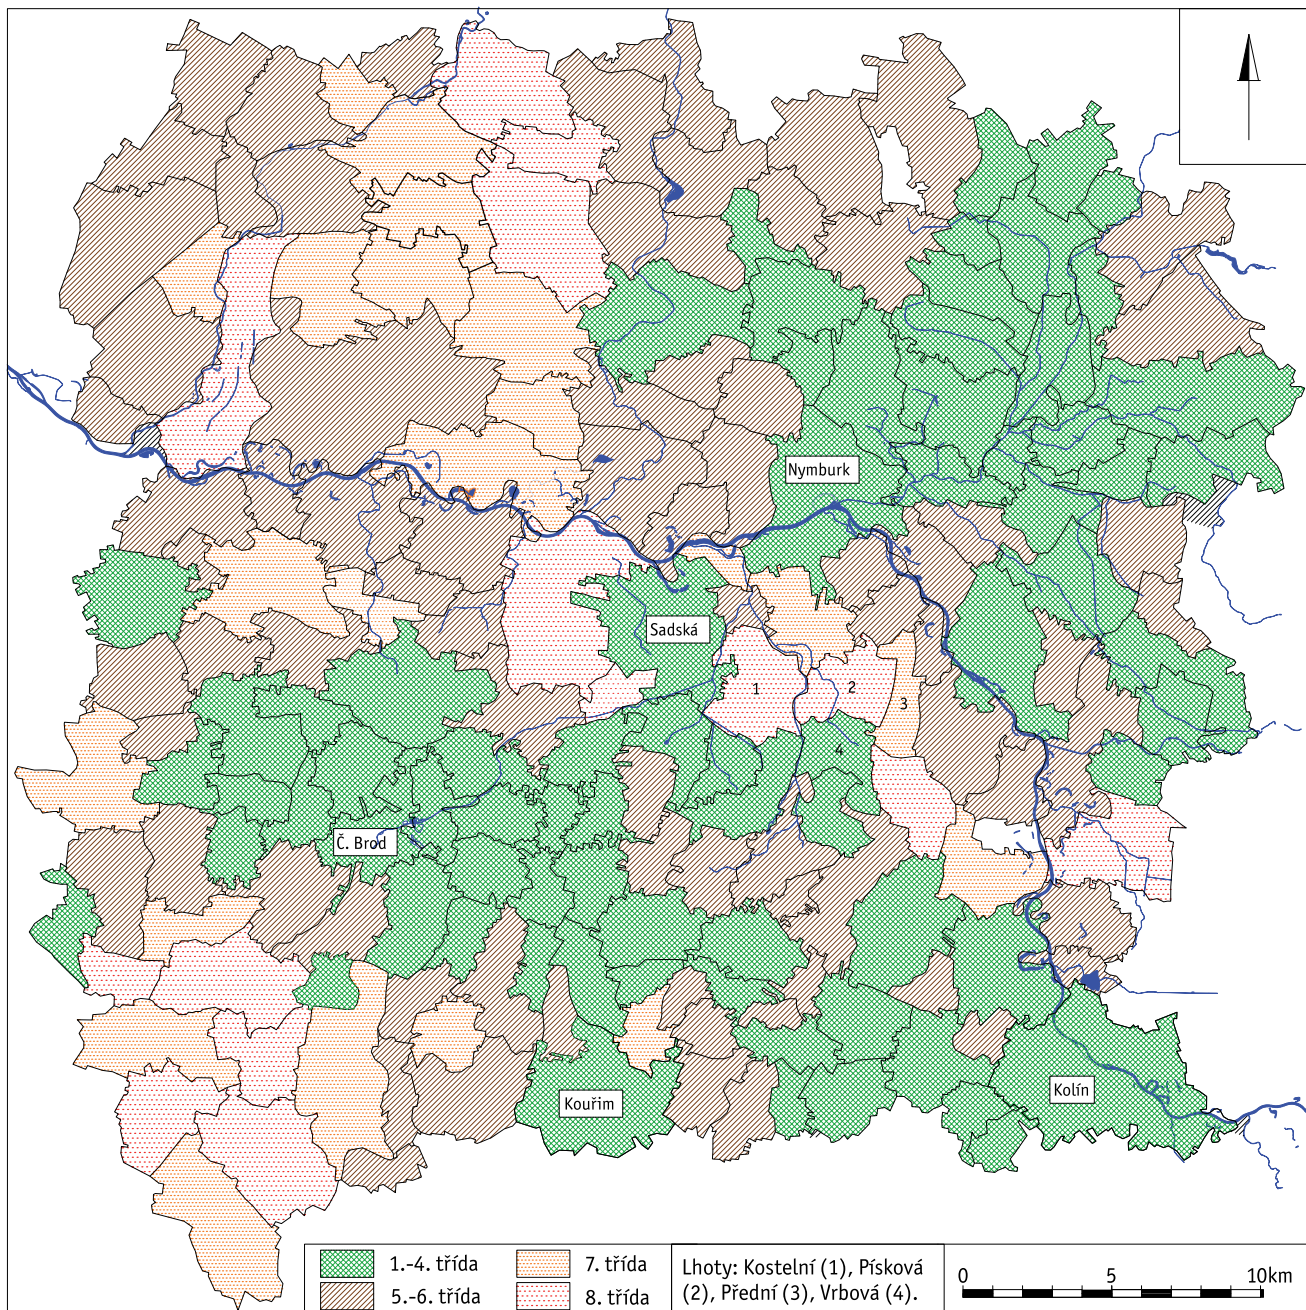 Nymburk
Sadská
1
2
3
4
Č. Brod
Kouřim
Kolín
1.-4. třída
5.-6. třída
7. třída
8. třída
Lhoty: Kostelní (1), Písková
(2), Přední (3), Vrbová (4).
0 5 10km